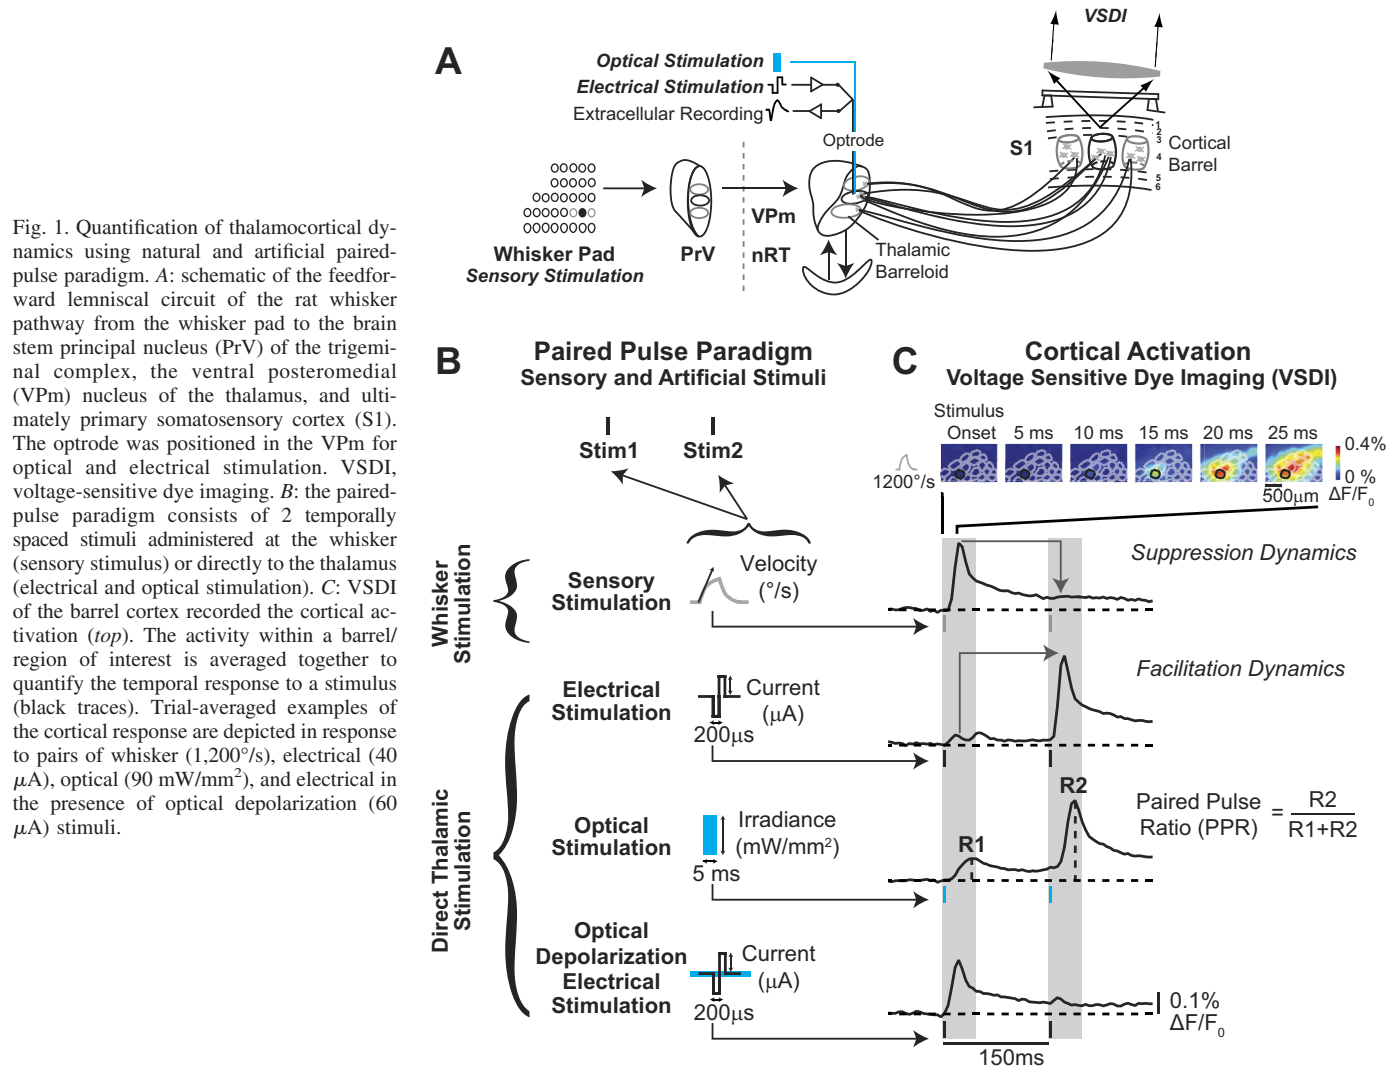 Fig. 1. Quantification of thalamocortical dy-
namics using natural and artificial paired-
pulse paradigm. A: schematic of the feedfor-
ward lemniscal circuit of the rat whisker
pathway from the whisker pad to the brain
stem principal nucleus (PrV) of the trigemi-
nal complex, the ventral posteromedial
(VPm) nucleus of the thalamus, and ulti-
mately primary somatosensory cortex (S1).
The optrode was positioned in the VPm for
optical and electrical stimulation. VSDI,
voltage-sensitive dye imaging. B: the paired-
pulse paradigm consists of 2 temporally
spaced stimuli administered at the whisker
(sensory stimulus) or directly to the thalamus
(electrical and optical stimulation). C: VSDI
of the barrel cortex recorded the cortical ac-
tivation (top). The activity within a barrel/
region of interest is averaged together to
quantify the temporal response to a stimulus
(black traces). Trial-averaged examples of
the cortical response are depicted in response
to pairs of whisker (1,200°/s), electrical (40
μA), optical (90 mW/mm²), and electrical in
the presence of optical depolarization (60
μA) stimuli.
A
VSDI
Optical Stimulation
Electrical Stimulation
Extracellular Recording
Optrode
S1
1
2
3
4
5
6
Cortical
Barrel
Whisker Pad
Sensory Stimulation
PrV
VPm
nRT
Thalamic
Barreloid
B
Paired Pulse Paradigm
Sensory and Artificial Stimuli
Stim1
Stim2
Whisker
Stimulation
Sensory
Stimulation
Velocity
(°/s)
Direct Thalamic
Stimulation
Electrical
Stimulation
Current
(μA)
200μs
Optical
Stimulation
Irradiance
(mW/mm²)
5 ms
Optical
Depolarization
Electrical
Stimulation
Current
(μA)
200μs
C
Cortical Activation
Voltage Sensitive Dye Imaging (VSDI)
Stimulus
Onset
5 ms
10 ms
15 ms
20 ms
25 ms
1200°/s
0.4%
0 %
ΔF/F₀
500μm
Suppression Dynamics
Facilitation Dynamics
R1
R2
Paired Pulse
Ratio (PPR)
=
R2
R1+R2
0.1%
ΔF/F₀
150ms